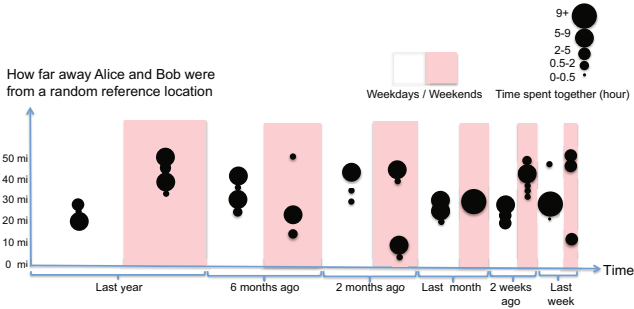 9+
5-9
2-5
0.5-2
0-0.5
How far away Alice and Bob were
from a random reference location
Weekdays / Weekends
Time spent together (hour)
50 mi
40 mi
30 mi
20 mi
10 mi
0 mi
Time
Last year
6 months ago
2 months ago
Last month
2 weeks
ago
Last
week